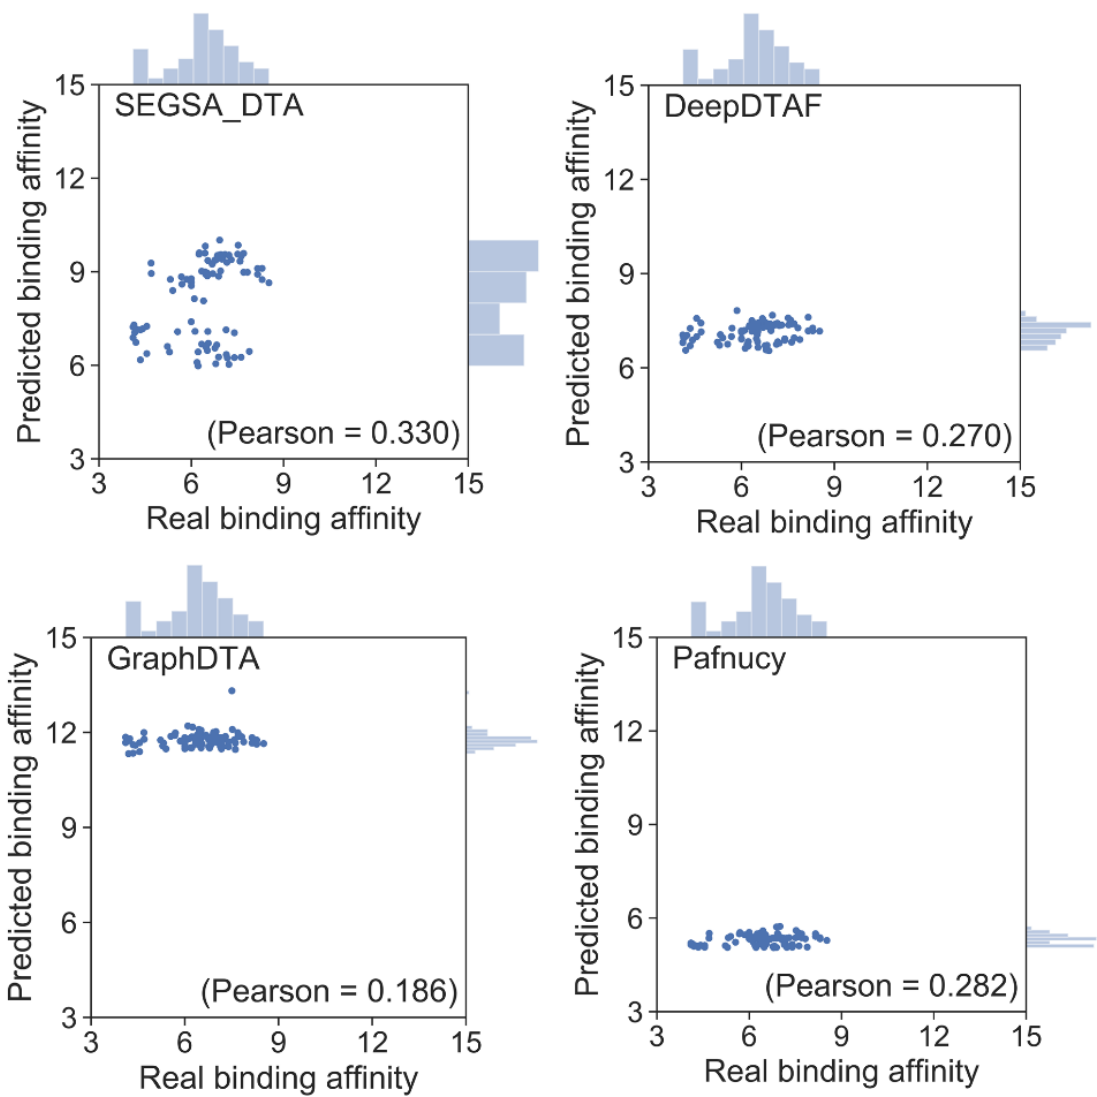 SEGSA_DTA
Predicted binding affinity
15
12
9
6
3
(Pearson = 0.330)
3 6 9 12 15
Real binding affinity
DeepDTAF
Predicted binding affinity
15
12
9
6
3
(Pearson = 0.270)
3 6 9 12 15
Real binding affinity
GraphDTA
Predicted binding affinity
15
12
9
6
3
(Pearson = 0.186)
3 6 9 12 15
Real binding affinity
Pafnucy
Predicted binding affinity
15
12
9
6
3
(Pearson = 0.282)
3 6 9 12 15
Real binding affinity